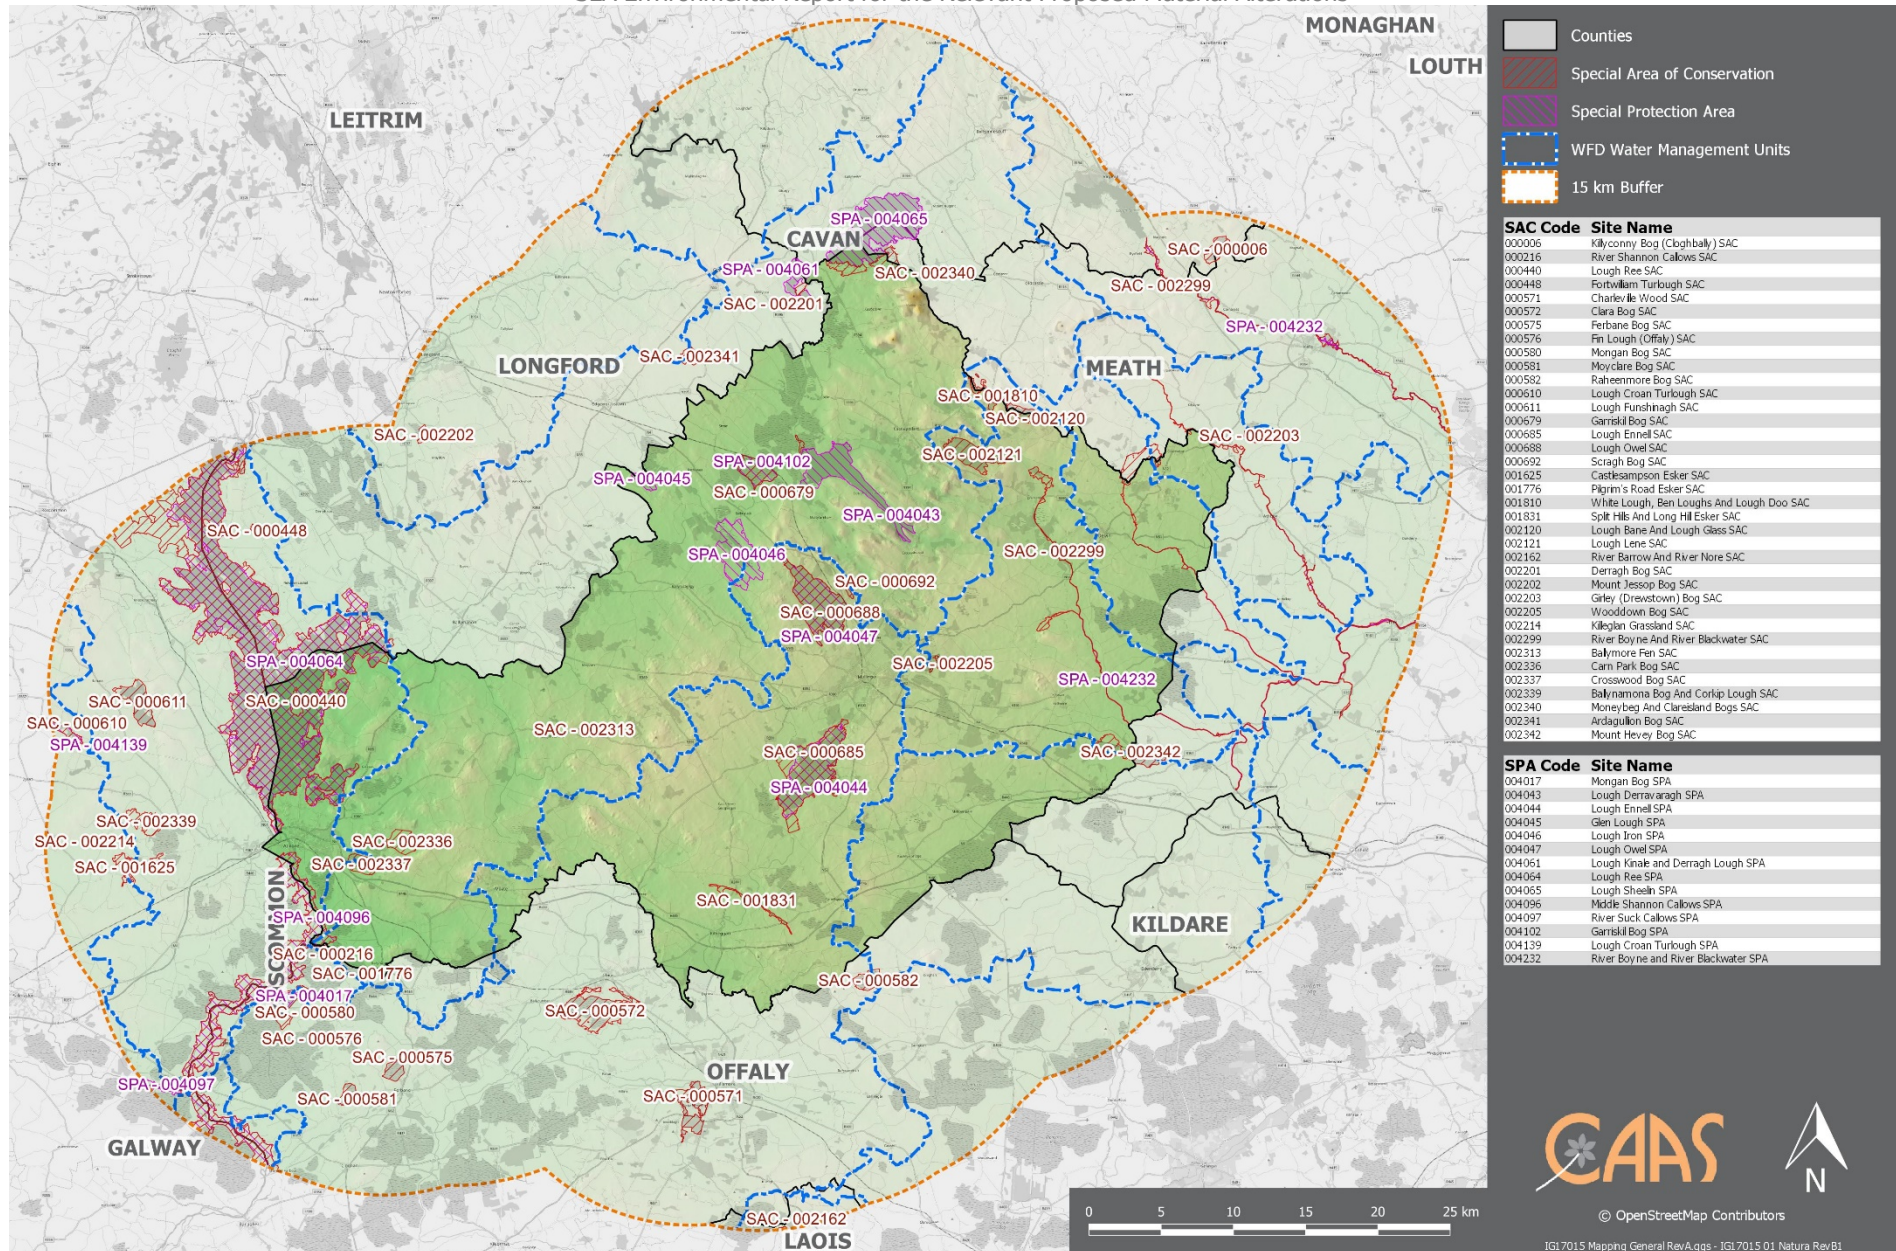 SEA Environmental Report for the Relevant Proposed Material Alterations
MONAGHAN
LOUTH
LEITRIM
SPA - 004065
CAVAN
SAC - 000006
SPA - 004061
SAC - 002340
SAC - 002299
SAC - 002201
SPA - 004232
SAC - 002341
LONGFORD
MEATH
SAC - 001810
SAC - 002120
SAC - 002202
SAC - 002203
SAC - 002121
SPA - 004102
SPA - 004045
SAC - 000679
SPA - 004043
SAC - 000448
SPA - 004046
SAC - 002299
SAC - 000692
SAC - 000688
SPA - 004047
SPA - 004064
SAC - 002205
SPA - 004232
SAC - 000611
SAC - 000440
SAC - 000610
SPA - 004139
SAC - 002313
SAC - 000685
SAC - 002342
SPA - 004044
SAC - 002339
SAC - 002214
SAC - 002336
SAC - 001625
SAC - 002337
SCOMMON
SAC - 001831
SPA - 004096
KILDARE
SAC - 000216
SAC - 001776
SAC - 000582
SPA - 004017
SAC - 000580
SAC - 000572
SAC - 000576
SAC - 000575
OFFALY
SPA - 004097
SAC - 000581
SAC - 000571
GALWAY
SAC - 002162
LAOIS
0 5 10 15 20 25 km
Counties
Special Area of Conservation
Special Protection Area
WFD Water Management Units
15 km Buffer
SAC Code Site Name
000006 Killyconny Bog (Cloghbally) SAC
000216 River Shannon Callows SAC
000440 Lough Ree SAC
000448 Fortwilliam Turlough SAC
000571 Charleville Wood SAC
000572 Clara Bog SAC
000575 Ferbane Bog SAC
000576 Fin Lough (Offaly) SAC
000580 Mongan Bog SAC
000581 Moyclare Bog SAC
000582 Raheenmore Bog SAC
000610 Lough Croan Turlough SAC
000611 Lough Funshinagh SAC
000679 Garriskil Bog SAC
000685 Lough Ennell SAC
000688 Lough Owel SAC
000692 Scragh Bog SAC
001625 Castlesampson Esker SAC
001776 Pilgrim's Road Esker SAC
001810 White Lough, Ben Loughs And Lough Doo SAC
001831 Split Hills And Long Hill Esker SAC
002120 Lough Bane And Lough Glass SAC
002121 Lough Lene SAC
002162 River Barrow And River Nore SAC
002201 Derragh Bog SAC
002202 Mount Jessop Bog SAC
002203 Girley (Drewstown) Bog SAC
002205 Wooddown Bog SAC
002214 Killeglan Grassland SAC
002299 River Boyne And River Blackwater SAC
002313 Ballymore Fen SAC
002336 Carn Park Bog SAC
002337 Crosswood Bog SAC
002339 Ballynamona Bog And Corkip Lough SAC
002340 Moneybeg And Clareisland Bogs SAC
002341 Ardagullion Bog SAC
002342 Mount Hevey Bog SAC
SPA Code Site Name
004017 Mongan Bog SPA
004043 Lough Derravaragh SPA
004044 Lough Ennell SPA
004045 Glen Lough SPA
004046 Lough Iron SPA
004047 Lough Owel SPA
004061 Lough Kinale and Derragh Lough SPA
004064 Lough Ree SPA
004065 Lough Sheelin SPA
004096 Middle Shannon Callows SPA
004097 River Suck Callows SPA
004102 Garriskil Bog SPA
004139 Lough Croan Turlough SPA
004232 River Boyne and River Blackwater SPA
CAAS
N
© OpenStreetMap Contributors
IG17015 Mapping General RevA.qgs - IG17015 01 Natura RevB1